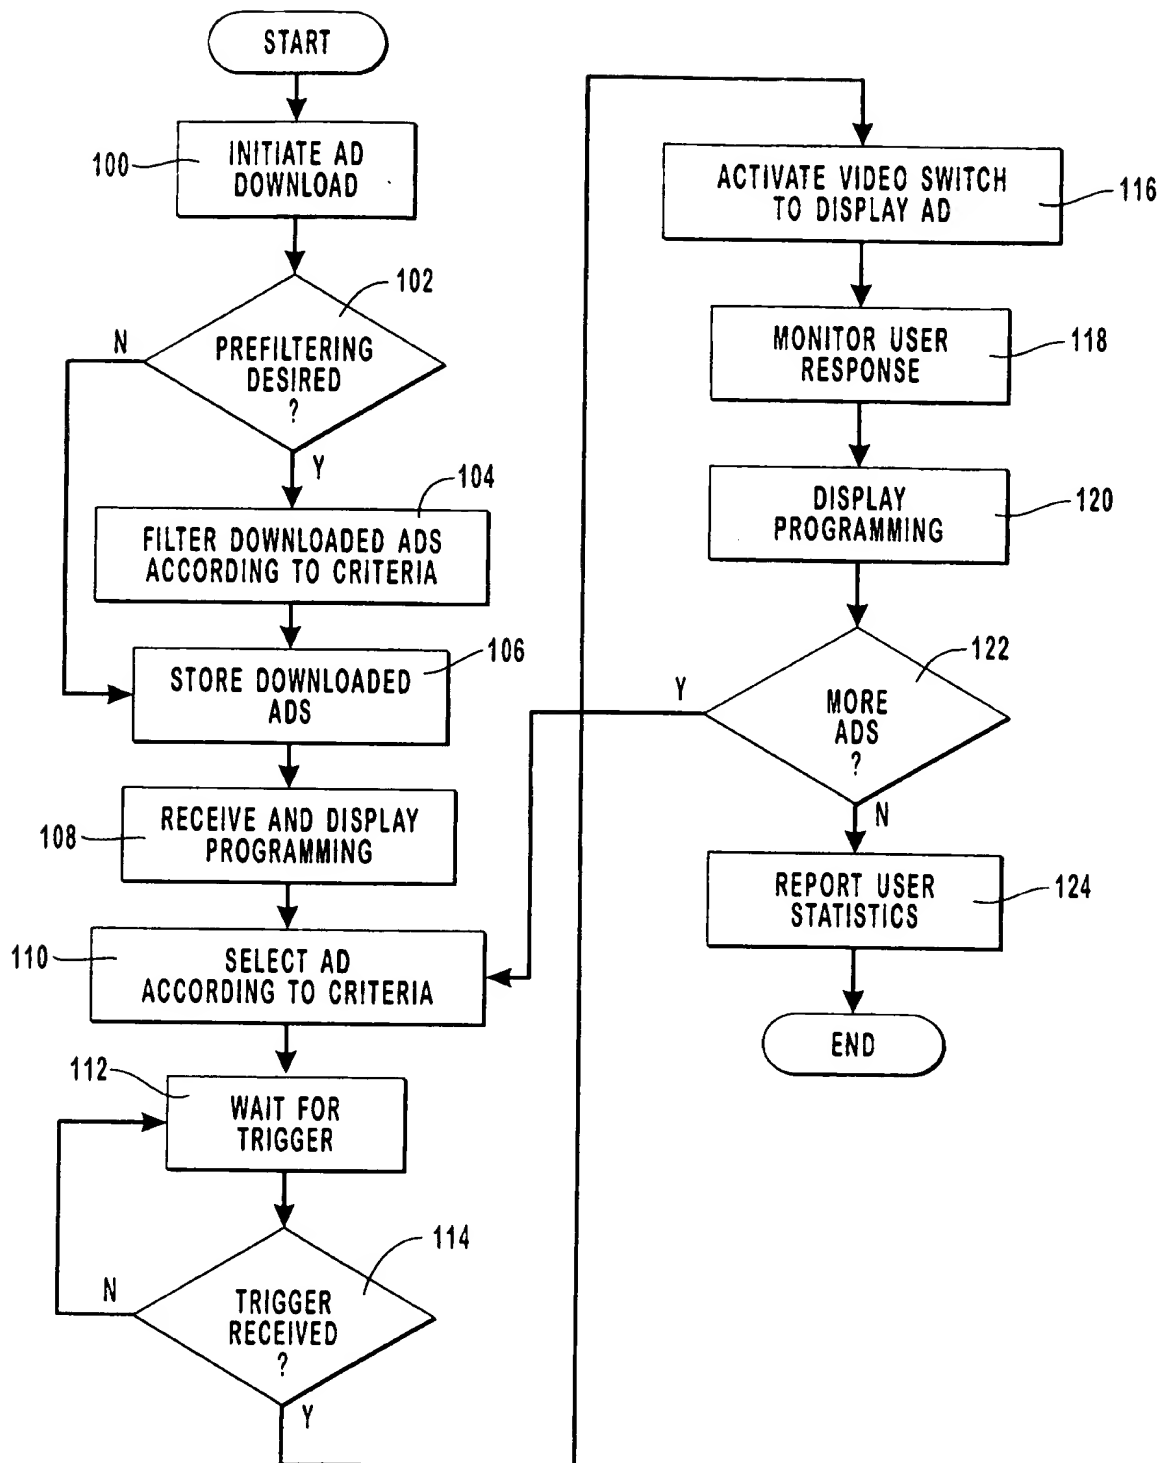 START
100
INITIATE AD
DOWNLOAD
102
N
PREFILTERING
DESIRED
?
Y
104
FILTER DOWNLOADED ADS
ACCORDING TO CRITERIA
106
STORE DOWNLOADED
ADS
108
RECEIVE AND DISPLAY
PROGRAMMING
110
SELECT AD
ACCORDING TO CRITERIA
112
WAIT FOR
TRIGGER
114
N
TRIGGER
RECEIVED
?
Y
ACTIVATE VIDEO SWITCH
TO DISPLAY AD
116
MONITOR USER
RESPONSE
118
DISPLAY
PROGRAMMING
120
122
Y
MORE
ADS
?
N
REPORT USER
STATISTICS
124
END